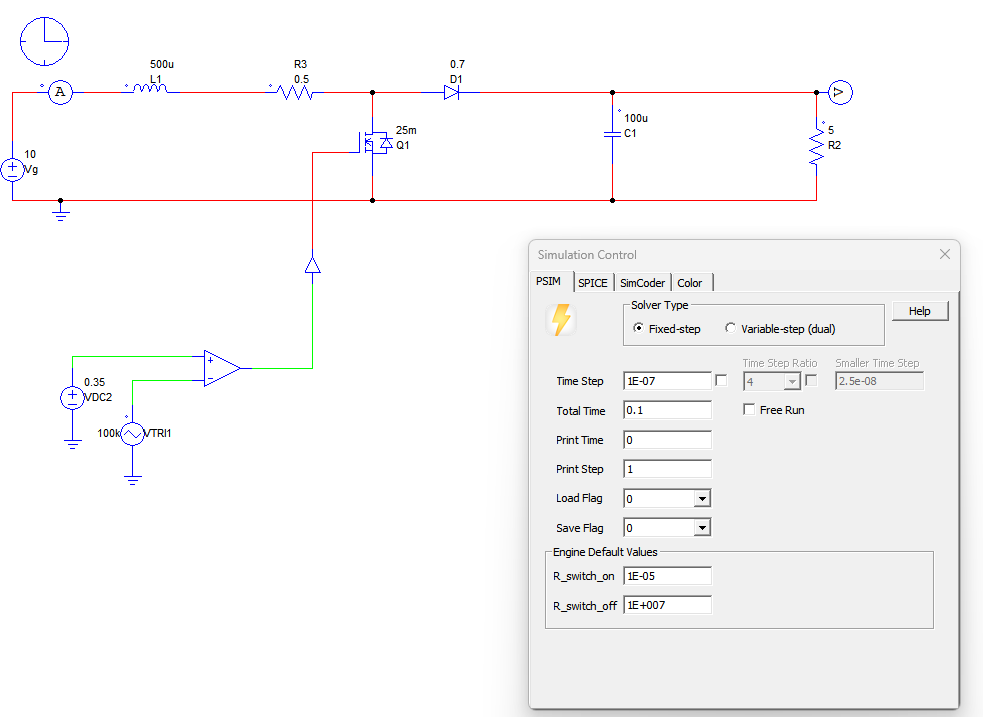 500u
L1
R3
0.5
0.7
D1
A
V
25m
Q1
100u
C1
5
R2
10
Vg
0.35
VDC2
100k
VTRI1
Simulation Control
PSIM
SPICE
SimCoder
Color
Solver Type
Fixed-step
Variable-step (dual)
Help
Time Step Ratio
Smaller Time Step
Time Step
1E-07
4
2.5e-08
Total Time
0.1
Free Run
Print Time
0
Print Step
1
Load Flag
0
Save Flag
0
Engine Default Values
R_switch_on
1E-05
R_switch_off
1E+007